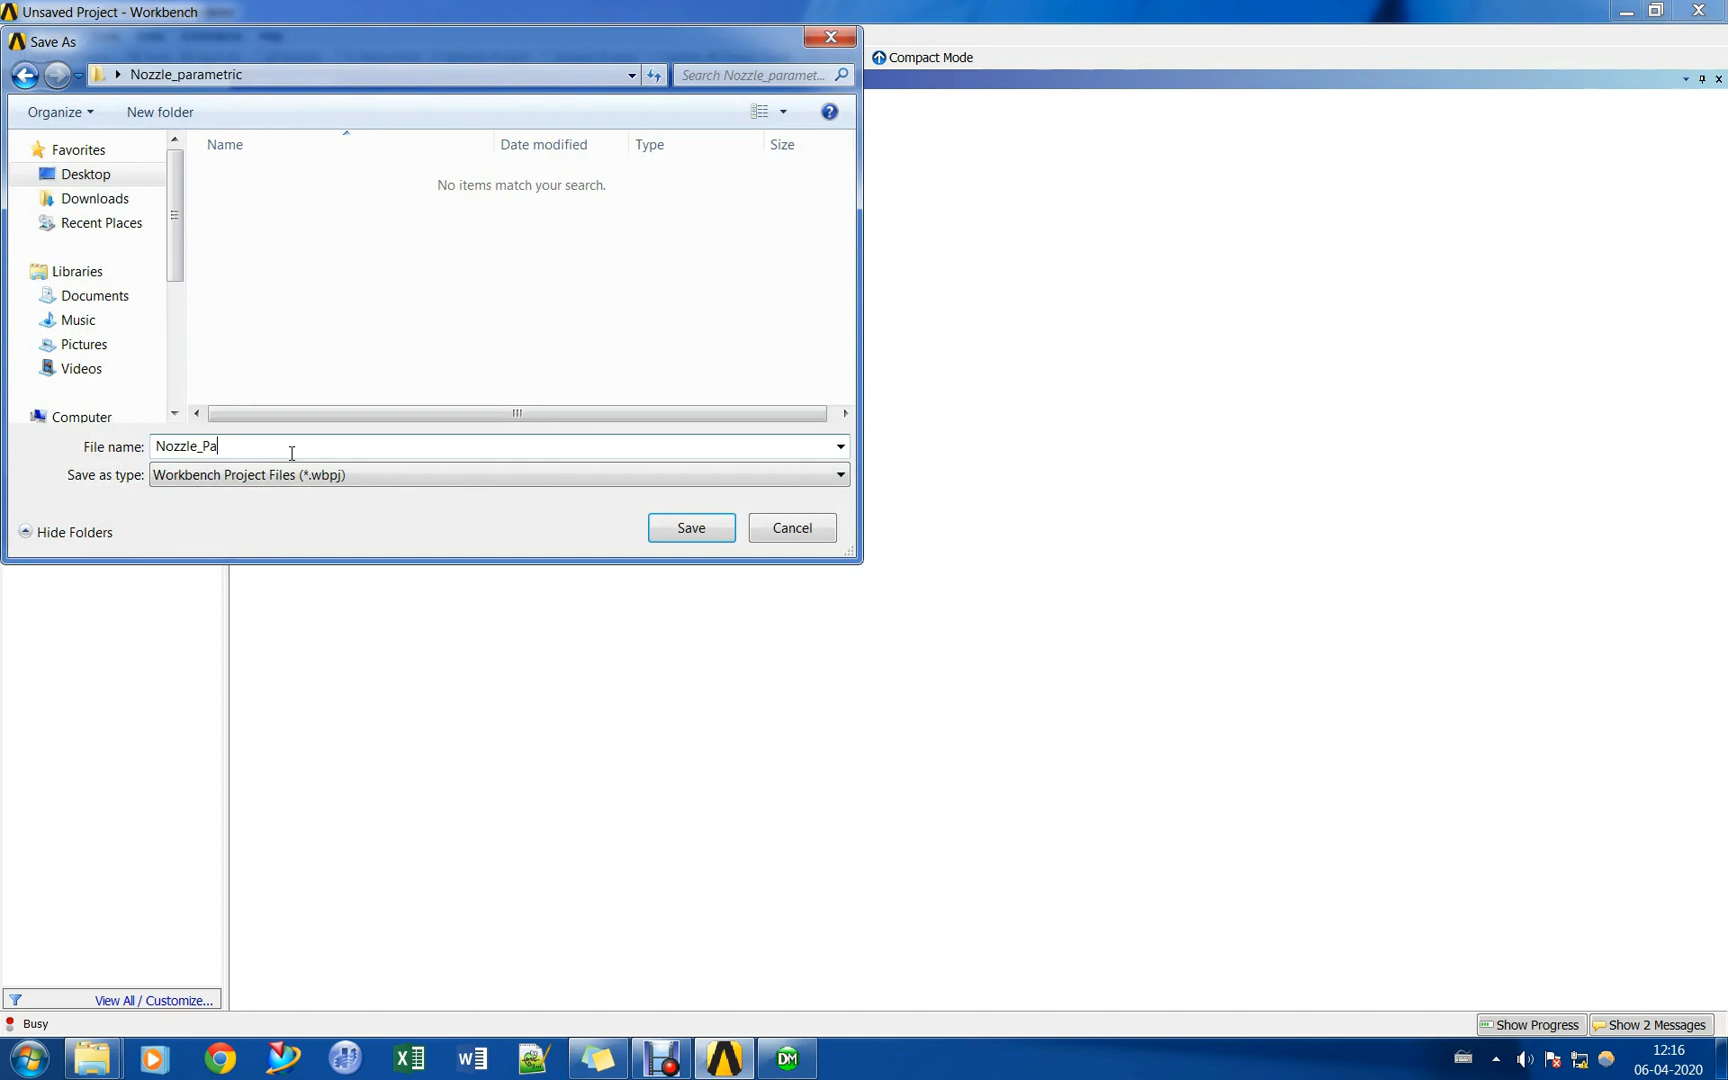 Unsaved Project - Workbench
Save As
Nozzle_parametric
Search Nozzle_paramet...
Compact Mode
Organize
New folder
Favorites
Desktop
Downloads
Recent Places
Libraries
Documents
Music
Pictures
Videos
Computer
Name
Date modified
Type
Size
No items match your search.
File name: Nozzle_Pa
Save as type: Workbench Project Files (*.wbpj)
Hide Folders
Save
Cancel
View All / Customize...
Busy
Show Progress
Show 2 Messages
DM
12:16
06-04-2020